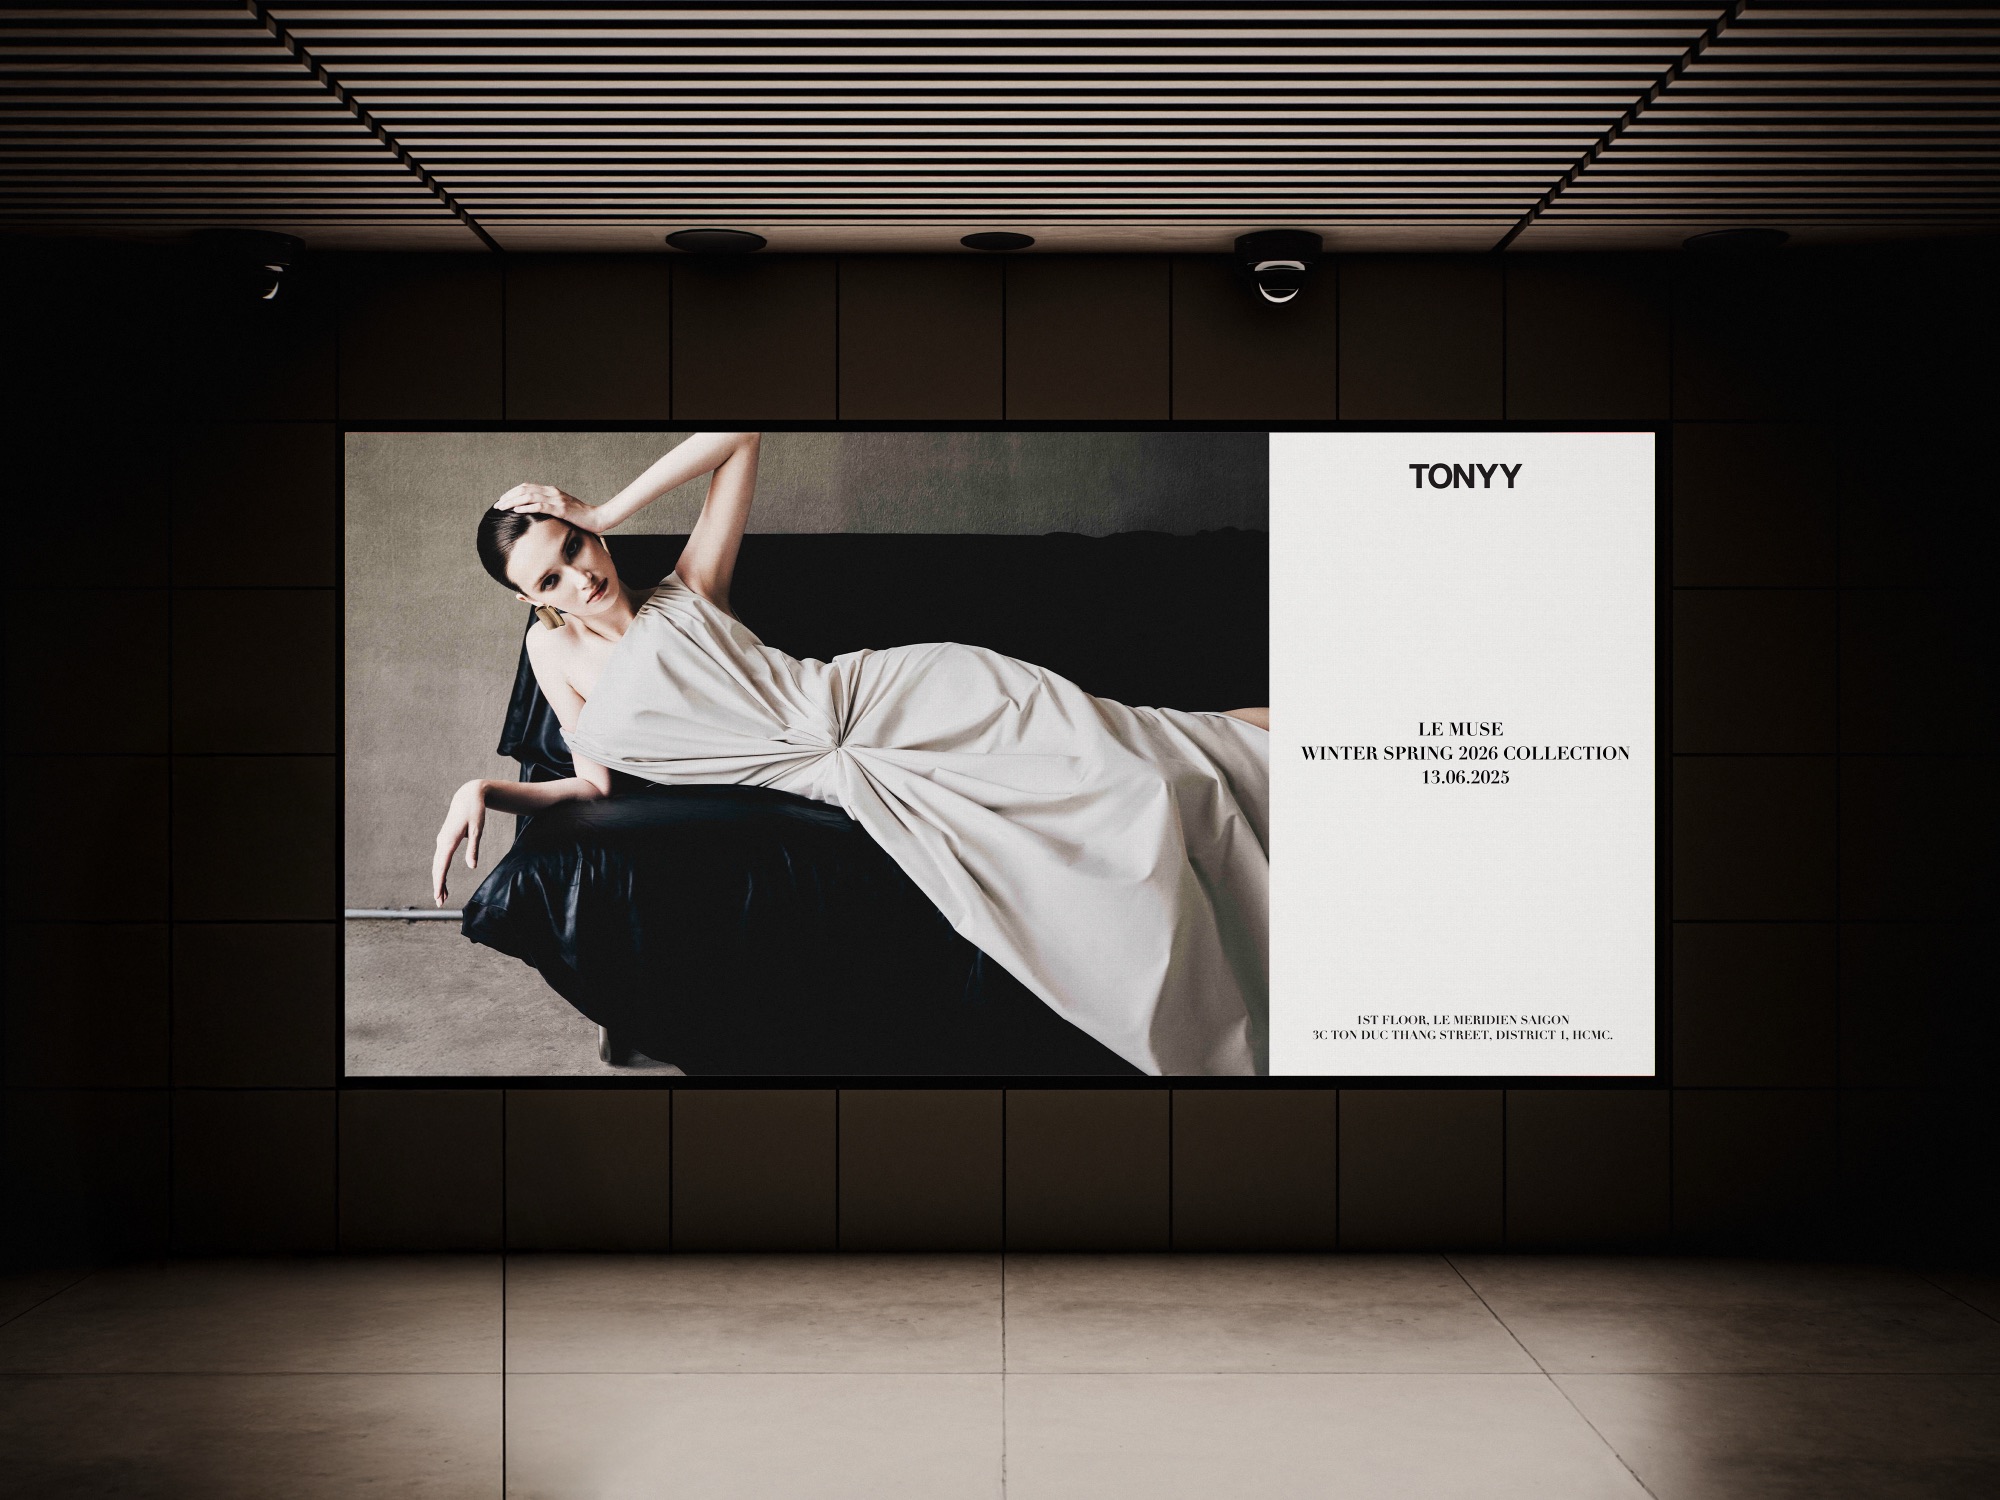 TONYY
LE MUSE
WINTER SPRING 2026 COLLECTION
13.06.2025
1ST FLOOR, LE MERIDIEN SAIGON
3C TON DUC THANG STREET, DISTRICT 1, HCMC.